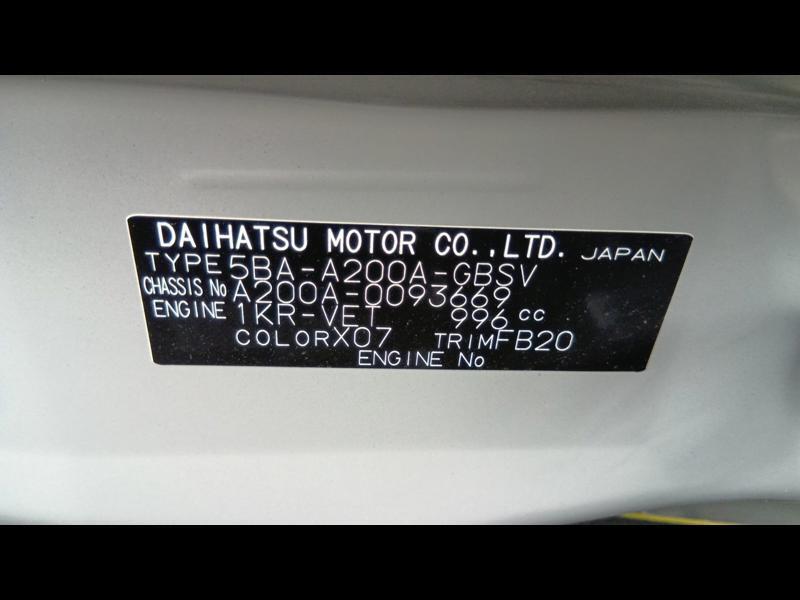 DAIHATSU MOTOR CO.,LTD. JAPAN
TYPE 5BA-A200A-GBSV
CHASSIS No A200A-0093669
ENGINE 1KR-VET 996 cc
COLOR X07 TRIM FB20
ENGINE No